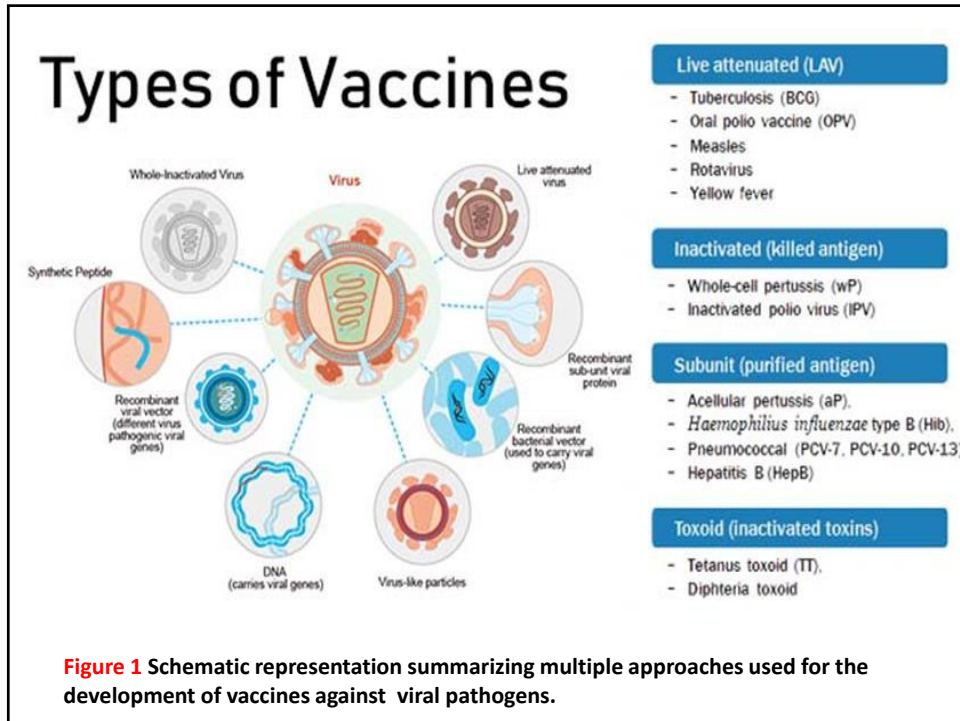 Types of Vaccines
Whole-Inactivated Virus
Virus
Live attenuated
virus
Synthetic Peptide
Recombinant
sub-unit viral
protein
Recombinant
viral vector
(different virus
pathogenic viral
genes)
Recombinant
bacterial vector
(used to carry viral
genes)
DNA
(carries viral genes)
Virus-like particles
Live attenuated (LAV)
- Tuberculosis (BCG)
- Oral polio vaccine (OPV)
- Measles
- Rotavirus
- Yellow fever
Inactivated (killed antigen)
- Whole-cell pertussis (wP)
- Inactivated polio virus (IPV)
Subunit (purified antigen)
- Acellular pertussis (aP),
- Haemophilius influenzae type B (Hib),
- Pneumococcal (PCV-7, PCV-10, PCV-13)
- Hepatitis B (HepB)
Toxoid (inactivated toxins)
- Tetanus toxoid (TT),
- Diphteria toxoid
Figure 1 Schematic representation summarizing multiple approaches used for the
development of vaccines against viral pathogens.